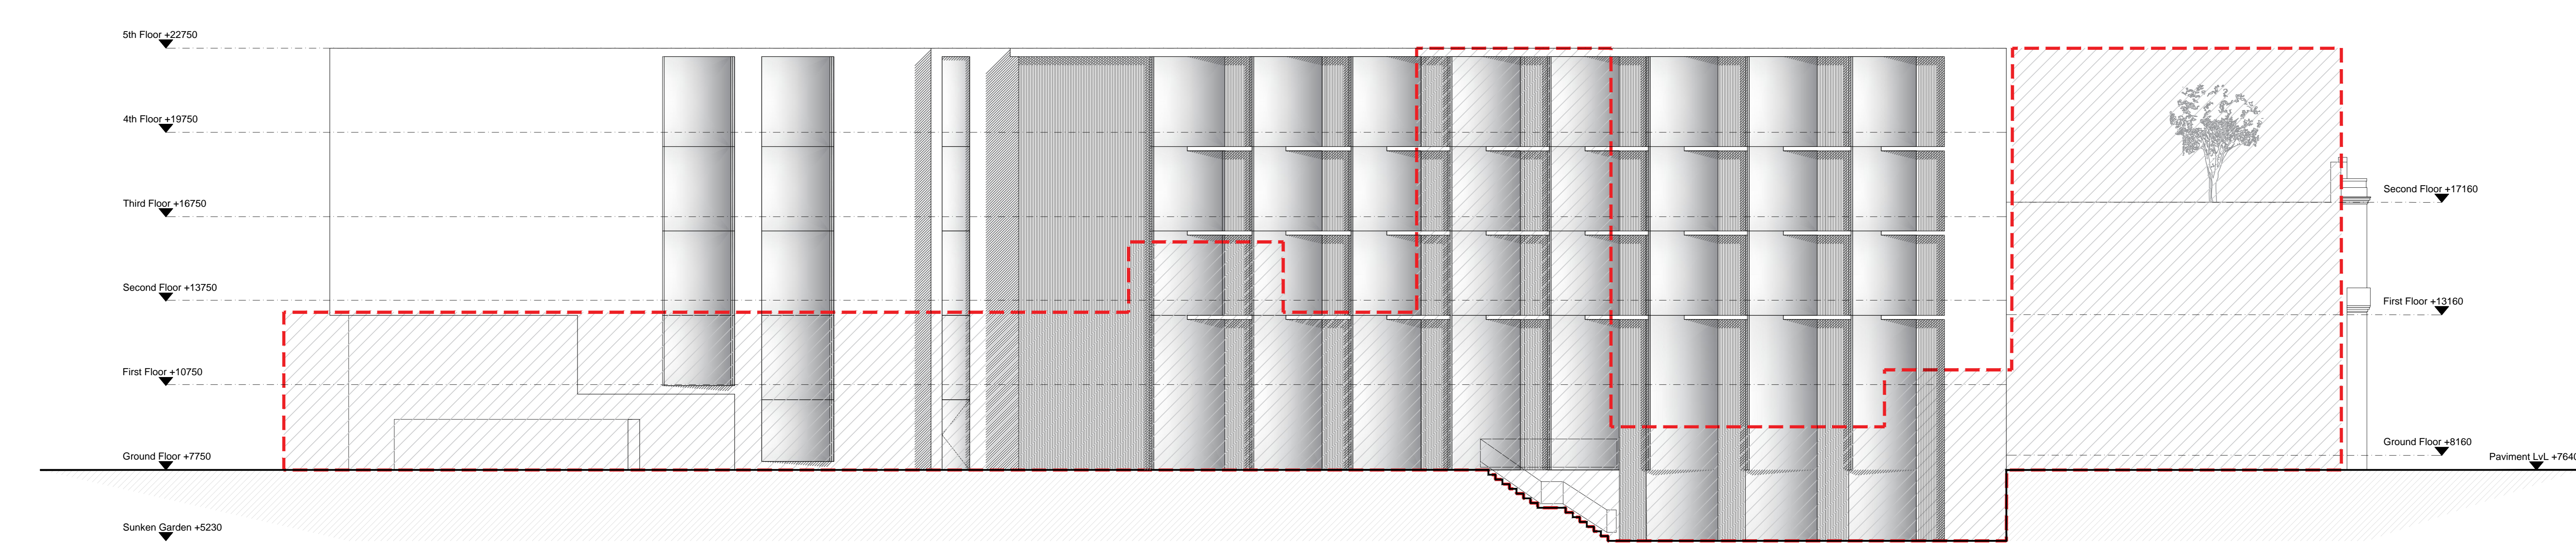 5th Floor +22750
4th Floor +19750
Third Floor +16750
Second Floor +13750
First Floor +10750
Ground Floor +7750
Sunken Garden +5230
Second Floor +17160
First Floor +13160
Ground Floor +8160
Paviment LvL +7640